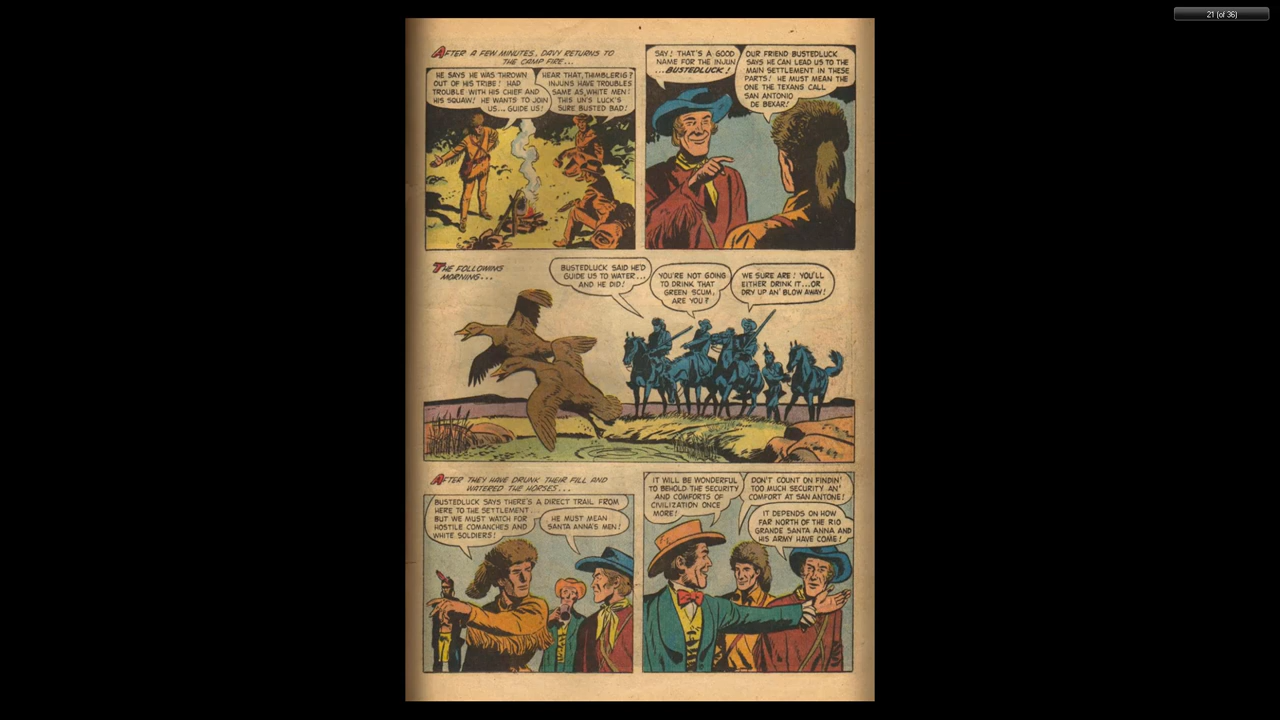 21 (of 36)
AFTER A FEW MINUTES, DAVY RETURNS TO
THE CAMP FIRE...
HE SAYS HE WAS THROWN
OUT OF HIS TRIBE! HAD
TROUBLE WITH HIS CHIEF AND
HIS SQUAW! HE WANTS TO JOIN
US... GUIDE US!
HEAR THAT, THIMBLERIG?
INJUNS HAVE TROUBLES
SAME AS WHITE MEN!
THIS UN'S LUCK'S
SURE BUSTED BAD!
SAY! THAT'S A GOOD
NAME FOR THE INJUN
...BUSTEDLUCK!
OUR FRIEND BUSTEDLUCK
SAYS HE CAN LEAD US TO THE
MAIN SETTLEMENT IN THESE
PARTS! HE MUST MEAN THE
ONE THE TEXANS CALL
SAN ANTONIO
DE BEXAR!
THE FOLLOWING
MORNING...
BUSTEDLUCK SAID HE'D
GUIDE US TO WATER...
AND HE DID!
YOU'RE NOT GOING
TO DRINK THAT
GREEN SCUM,
ARE YOU?
WE SURE ARE! YOU'LL
EITHER DRINK IT...OR
DRY UP AN' BLOW AWAY!
AFTER THEY HAVE DRUNK THEIR FILL AND
WATERED THE HORSES...
BUSTEDLUCK SAYS THERE'S A DIRECT TRAIL FROM
HERE TO THE SETTLEMENT...
BUT WE MUST WATCH FOR
HOSTILE COMANCHES AND
WHITE SOLDIERS!
HE MUST MEAN
SANTA ANNA'S MEN!
IT WILL BE WONDERFUL
TO BEHOLD THE SECURITY
AND COMFORTS OF
CIVILIZATION ONCE
MORE!
DON'T COUNT ON FINDIN'
TOO MUCH SECURITY AN'
COMFORT AT SAN ANTONE!
IT DEPENDS ON HOW
FAR NORTH OF THE RIO
GRANDE SANTA ANNA AND
HIS ARMY HAVE COME!